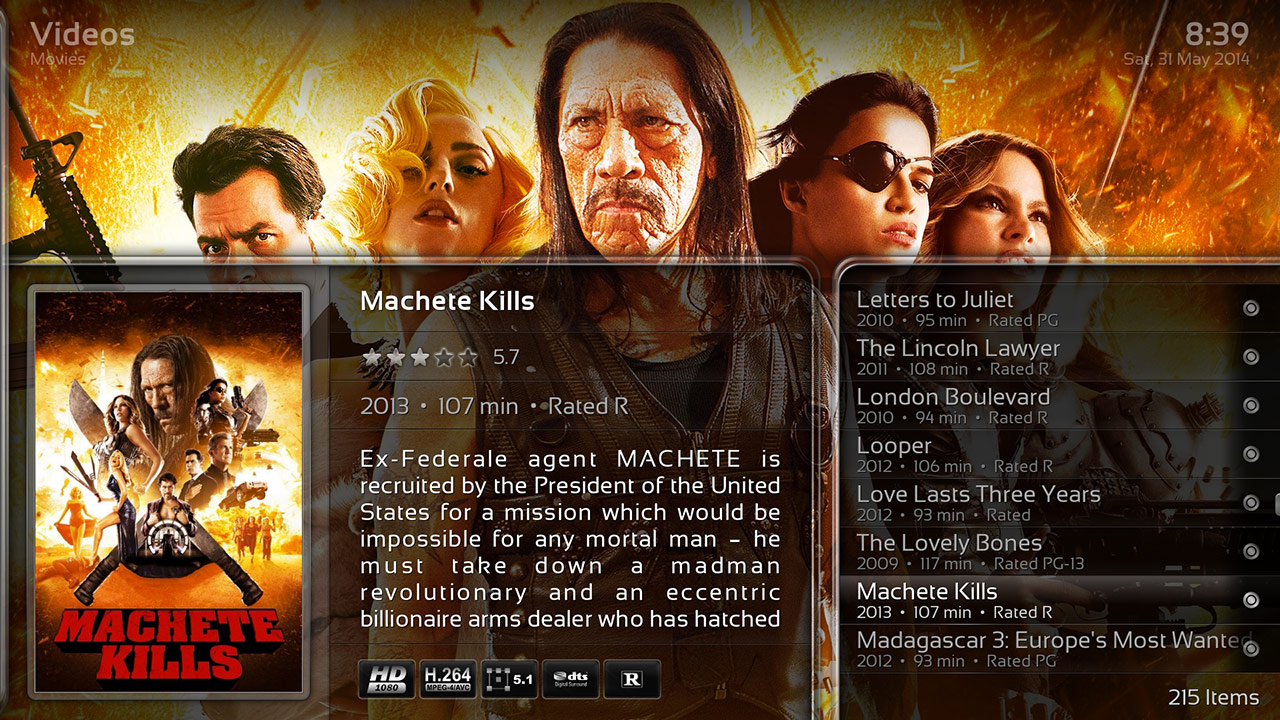 Videos
Movies
8:39
Sat, 31 May 2014
MACHETE
KILLS
Machete Kills
5.7
2013 • 107 min • Rated R
Ex-Federale agent MACHETE is
recruited by the President of the United
States for a mission which would be
impossible for any mortal man – he
must take down a madman
revolutionary and an eccentric
billionaire arms dealer who has hatched
HD
1080
H.264
MPEG-4/AVC
5.1
dts
Digital Surround
R
Letters to Juliet
2010 • 95 min • Rated PG
The Lincoln Lawyer
2011 • 108 min • Rated R
London Boulevard
2010 • 94 min • Rated R
Looper
2012 • 106 min • Rated R
Love Lasts Three Years
2012 • 93 min • Rated
The Lovely Bones
2009 • 117 min • Rated PG-13
Machete Kills
2013 • 107 min • Rated R
Madagascar 3: Europe's Most Wanted
2012 • 93 min • Rated PG
215 Items